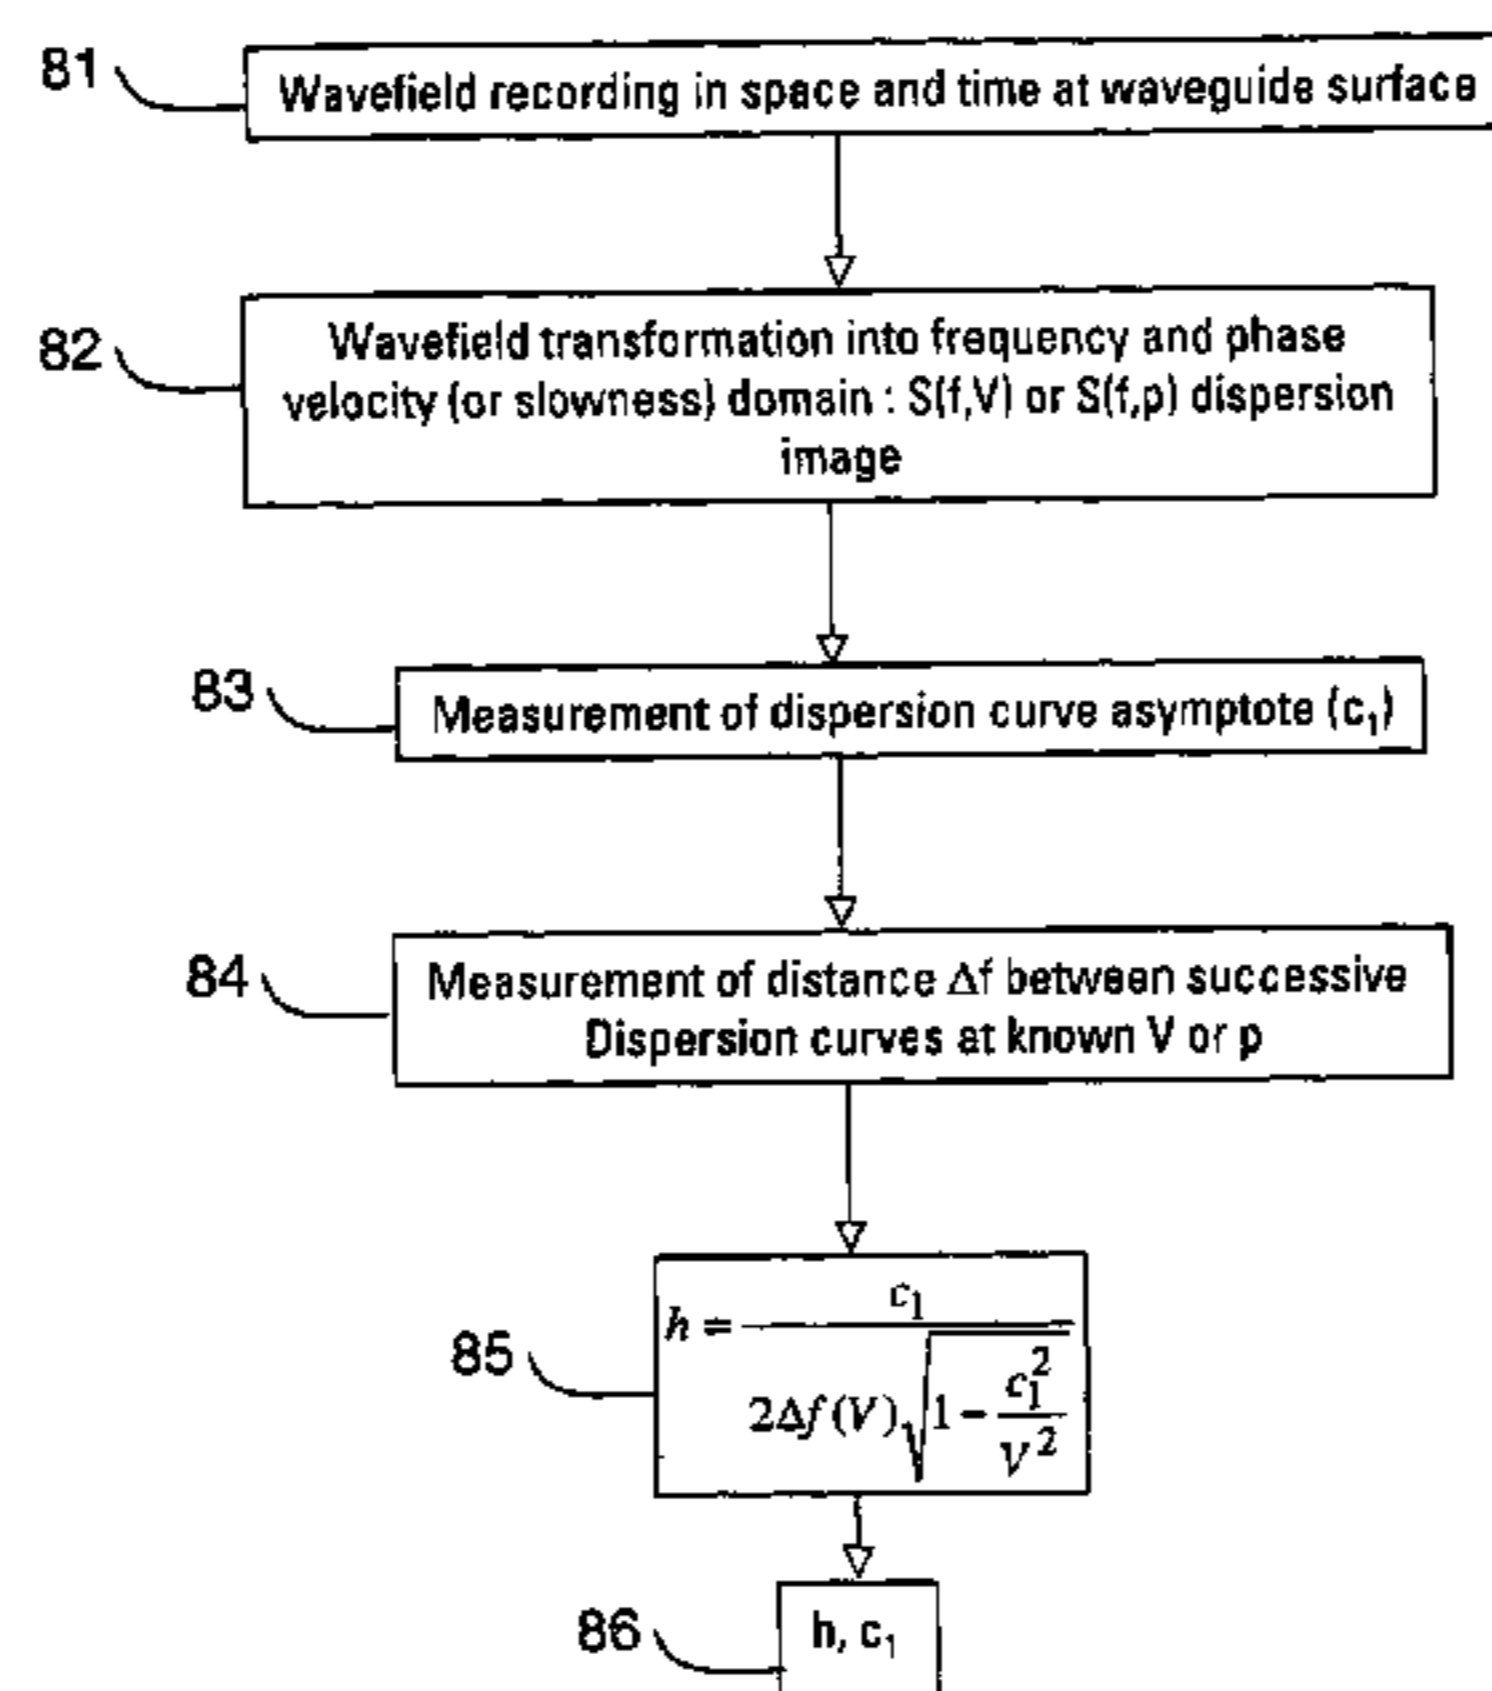 81
Wavefield recording in space and time at waveguide surface
82
Wavefield transformation into frequency and phase
velocity (or slowness) domain : S(f,V) or S(f,p) dispersion
image
83
Measurement of dispersion curve asymptote (c₁)
84
Measurement of distance Δf between successive
Dispersion curves at known V or p
85
h = c₁ / 2Δf(V)√1 - c₁² / V²
86
h, c₁